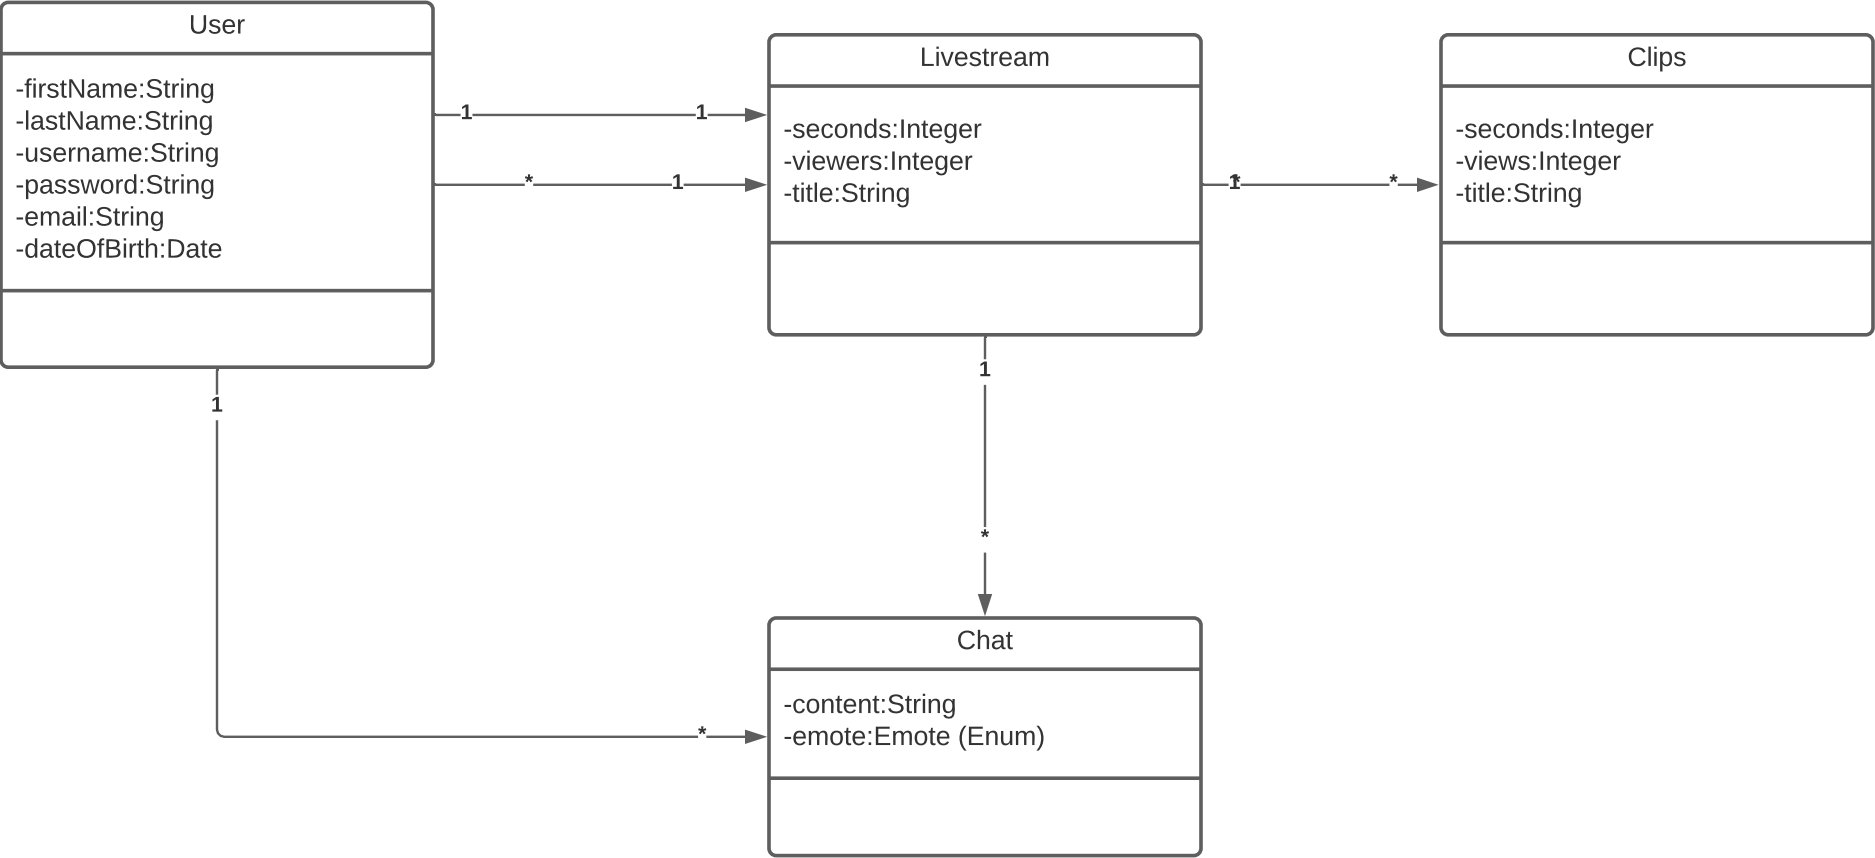 User
-firstName:String
-lastName:String
-username:String
-password:String
-email:String
-dateOfBirth:Date
1
1
*
1
Livestream
-seconds:Integer
-viewers:Integer
-title:String
1
*
*
Clips
-seconds:Integer
-views:Integer
-title:String
1
*
1
*
Chat
-content:String
-emote:Emote (Enum)